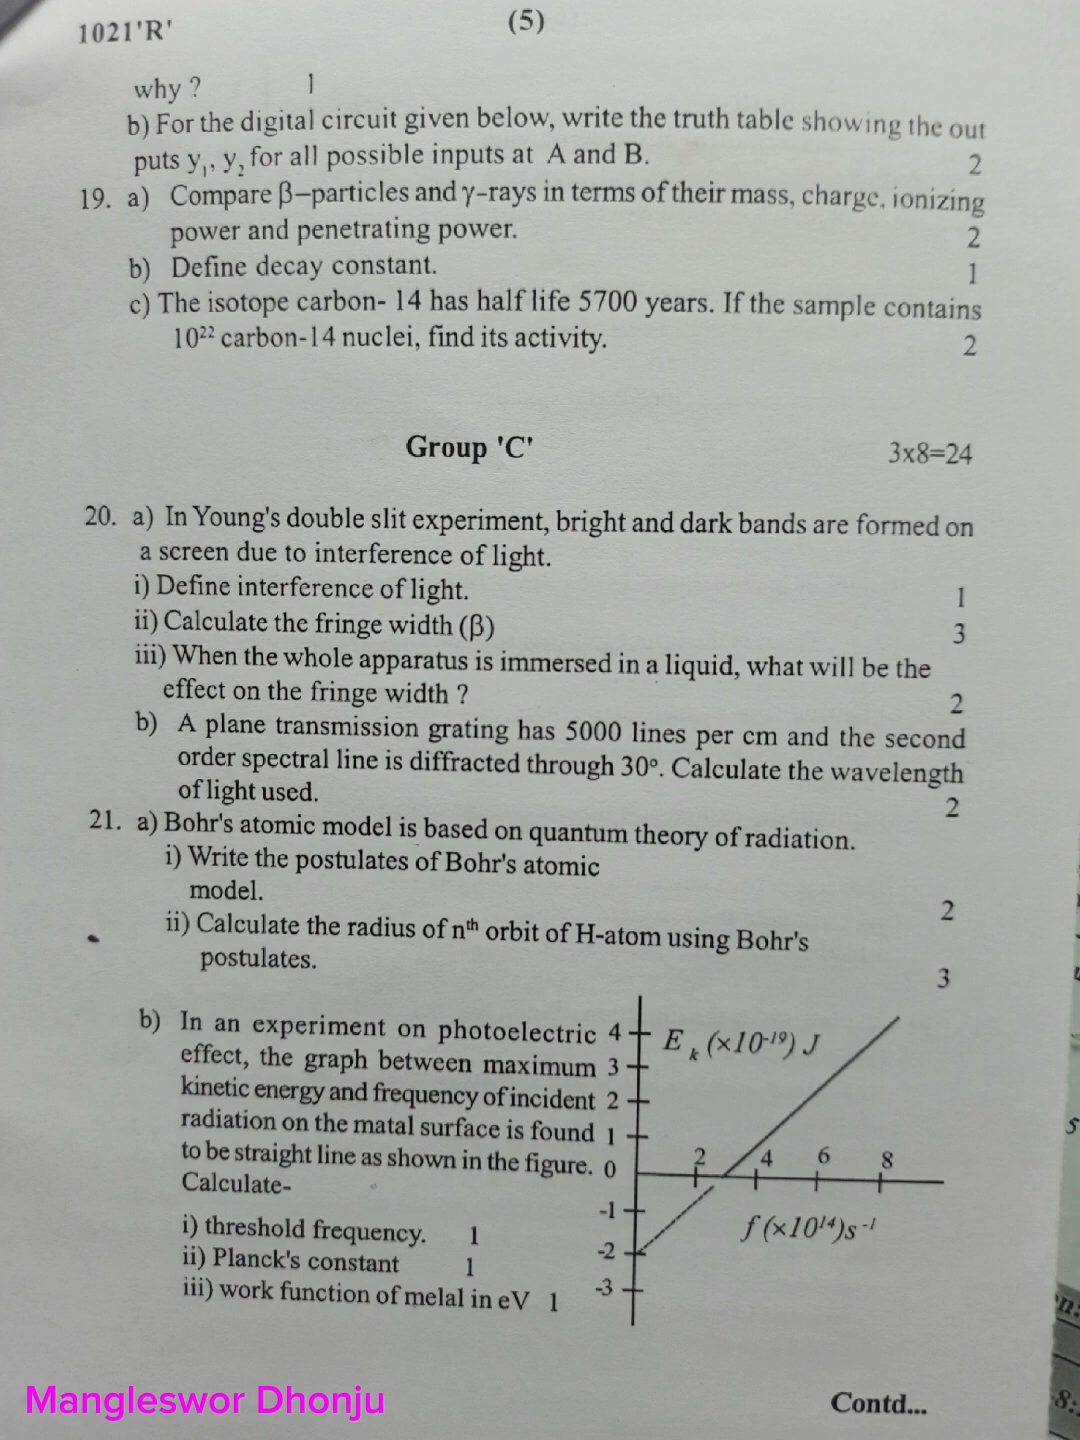 1021'R'
(5)
why ? 1
b) For the digital circuit given below, write the truth table showing the out
puts y₁, y₂ for all possible inputs at A and B. 2
19. a) Compare β–particles and γ-rays in terms of their mass, charge, ionizing
power and penetrating power. 2
b) Define decay constant. 1
c) The isotope carbon- 14 has half life 5700 years. If the sample contains
10²² carbon-14 nuclei, find its activity. 2
Group 'C' 3x8=24
20. a) In Young's double slit experiment, bright and dark bands are formed on
a screen due to interference of light.
i) Define interference of light. 1
ii) Calculate the fringe width (β) 3
iii) When the whole apparatus is immersed in a liquid, what will be the
effect on the fringe width ? 2
b) A plane transmission grating has 5000 lines per cm and the second
order spectral line is diffracted through 30°. Calculate the wavelength
of light used. 2
21. a) Bohr's atomic model is based on quantum theory of radiation.
i) Write the postulates of Bohr's atomic
model. 2
ii) Calculate the radius of nᵗʰ orbit of H-atom using Bohr's
postulates. 3
b) In an experiment on photoelectric
effect, the graph between maximum
kinetic energy and frequency of incident
radiation on the matal surface is found
to be straight line as shown in the figure.
Calculate-
i) threshold frequency. 1
ii) Planck's constant 1
iii) work function of melal in eV 1
4
3
2
1
0
-1
-2
-3
Eₖ (×10⁻¹⁹) J
2 4 6 8
f (×10¹⁴)s⁻¹
Contd...
Mangleswor Dhonju